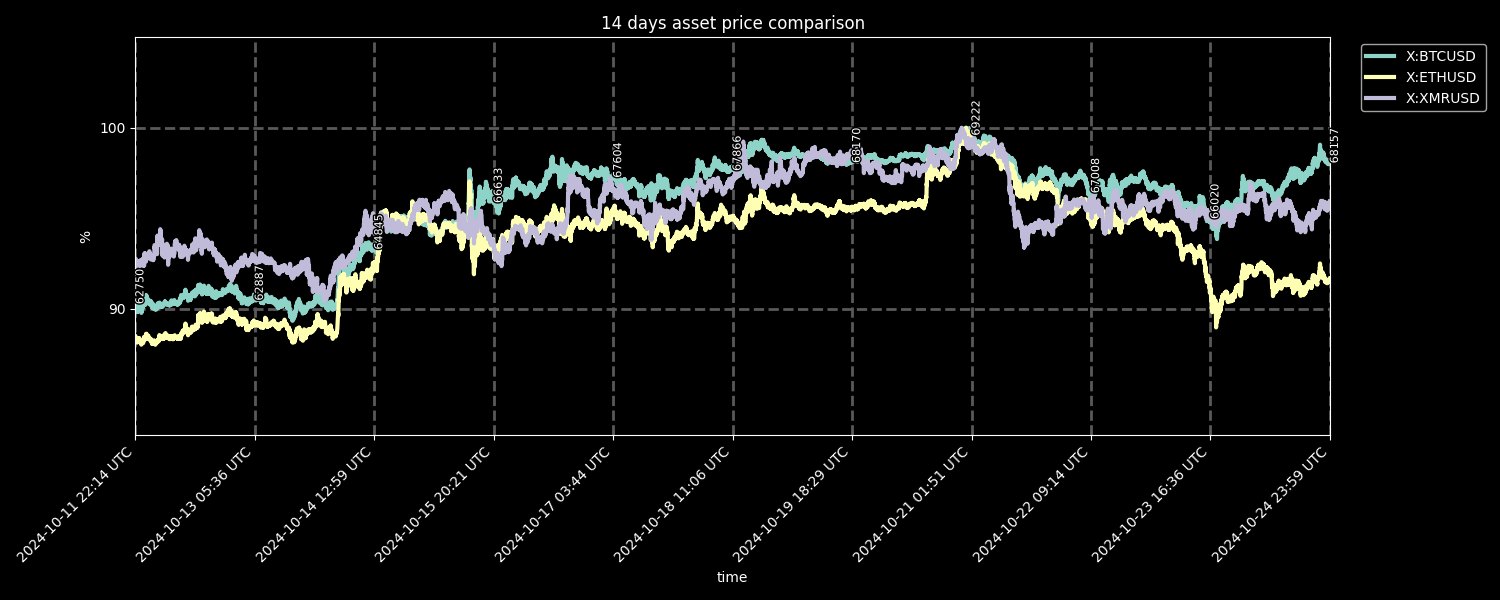 14 days asset price comparison
X:BTCUSD
X:ETHUSD
X:XMRUSD
100
90
%
62750
62887
64845
66633
67604
67866
68170
69222
67008
66020
68157
2024-10-11 22:14 UTC
2024-10-13 05:36 UTC
2024-10-14 12:59 UTC
2024-10-15 20:21 UTC
2024-10-17 03:44 UTC
2024-10-18 11:06 UTC
2024-10-19 18:29 UTC
2024-10-21 01:51 UTC
2024-10-22 09:14 UTC
2024-10-23 16:36 UTC
2024-10-24 23:59 UTC
time